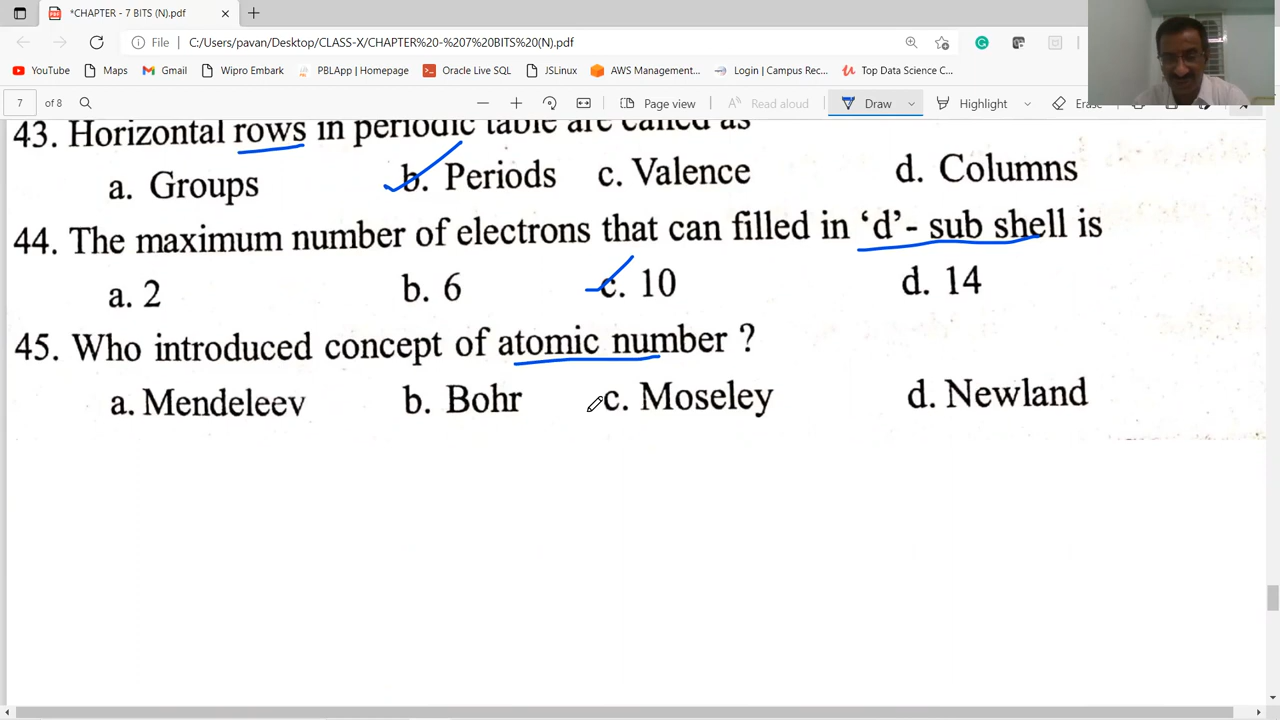 *CHAPTER - 7 BITS (N).pdf
File C:/Users/pavan/Desktop/CLASS-X/CHAPTER%20-%207%20BITS%20(N).pdf
YouTube Maps Gmail Wipro Embark PBLApp | Homepage Oracle Live SQL JSLinux AWS Management... Login | Campus Rec... Top Data Science C...
7 of 8 Page view Read aloud Draw Highlight Erase
43. Horizontal rows in periodic table are called as
a. Groups b. Periods c. Valence d. Columns
44. The maximum number of electrons that can filled in ‘d’- sub shell is
a. 2 b. 6 c. 10 d. 14
45. Who introduced concept of atomic number ?
a. Mendeleev b. Bohr c. Moseley d. Newland